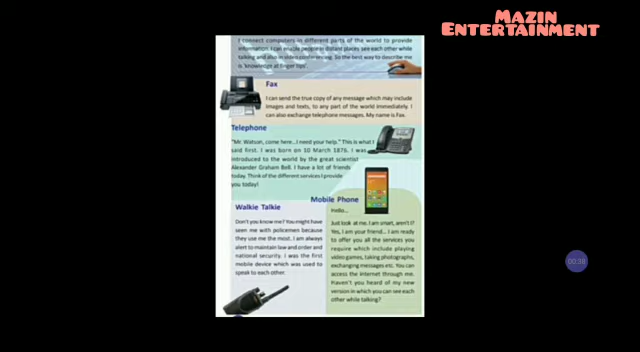 Mazin
Entertainment
I connect computers in different parts of the world to provide
information. I can enable people in distant places see each other while
talking and also in video conferencing. So the best way to describe me
is 'knowledge at finger tips'.
Fax
I can send the true copy of any message which may include
images and texts, to any part of the world immediately. I
can also exchange telephone messages. My name is Fax.
Telephone
"Mr. Watson, come here... I need your help." This is what I
said first. I was born on 10 March 1876. I was
introduced to the world by the great scientist
Alexander Graham Bell. I have a lot of friends
today. Think of the different services I provide
you today!
Walkie Talkie
Don't you know me? You might have
seen me with policemen because
they use me the most. I am always
alert to maintain law and order and
national security. I was the first
mobile device which was used to
speak to each other.
Mobile Phone
Hello...
Just look at me. I am smart, aren't I?
Yes, I am your friend... I am ready
to offer you all the services you
require which include playing
video games, taking photographs,
exchanging messages etc. You can
access the internet through me.
Haven't you heard of my new
version in which you can see each
other while talking?
00:38